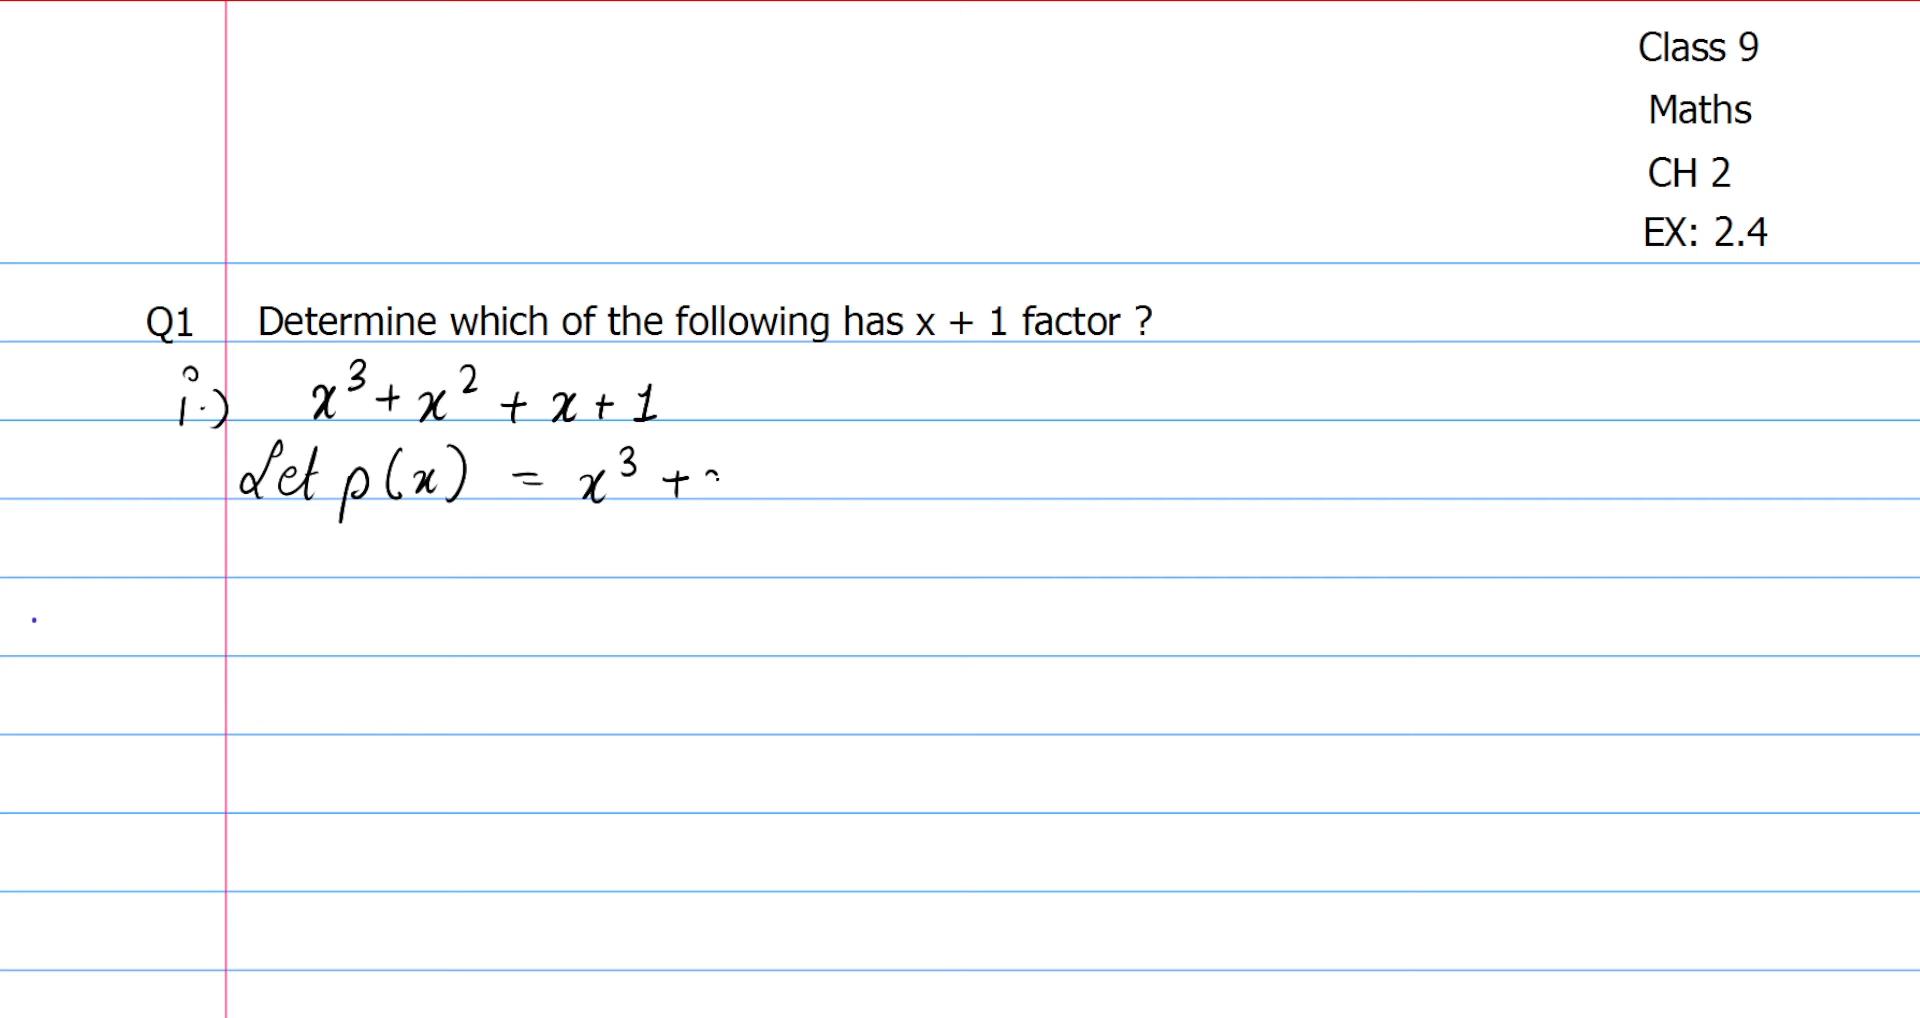 Class 9
Maths
CH 2
EX: 2.4
Q1 Determine which of the following has x + 1 factor ?
i.) x³ + x² + x + 1
Let p(x) = x³ +